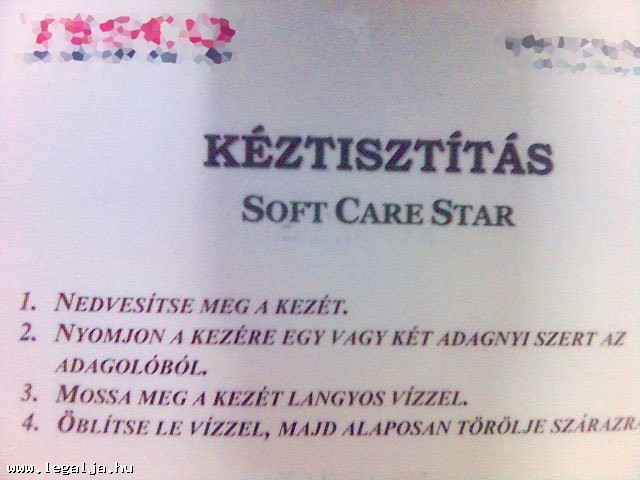 KÉZTISZTÍTÁS
SOFT CARE STAR
1. NEDVESÍTSE MEG A KEZÉT.
2. NYOMJON A KEZÉRE EGY VAGY KÉT ADAGNYI SZERT AZ
ADAGOLÓBÓL.
3. MOSSA MEG A KEZÉT LANGYOS VÍZZEL.
4. ÖBLÍTSE LE VÍZZEL, MAJD ALAPOSAN TÖRÖLJE SZÁRAZRA
www.legalja.hu